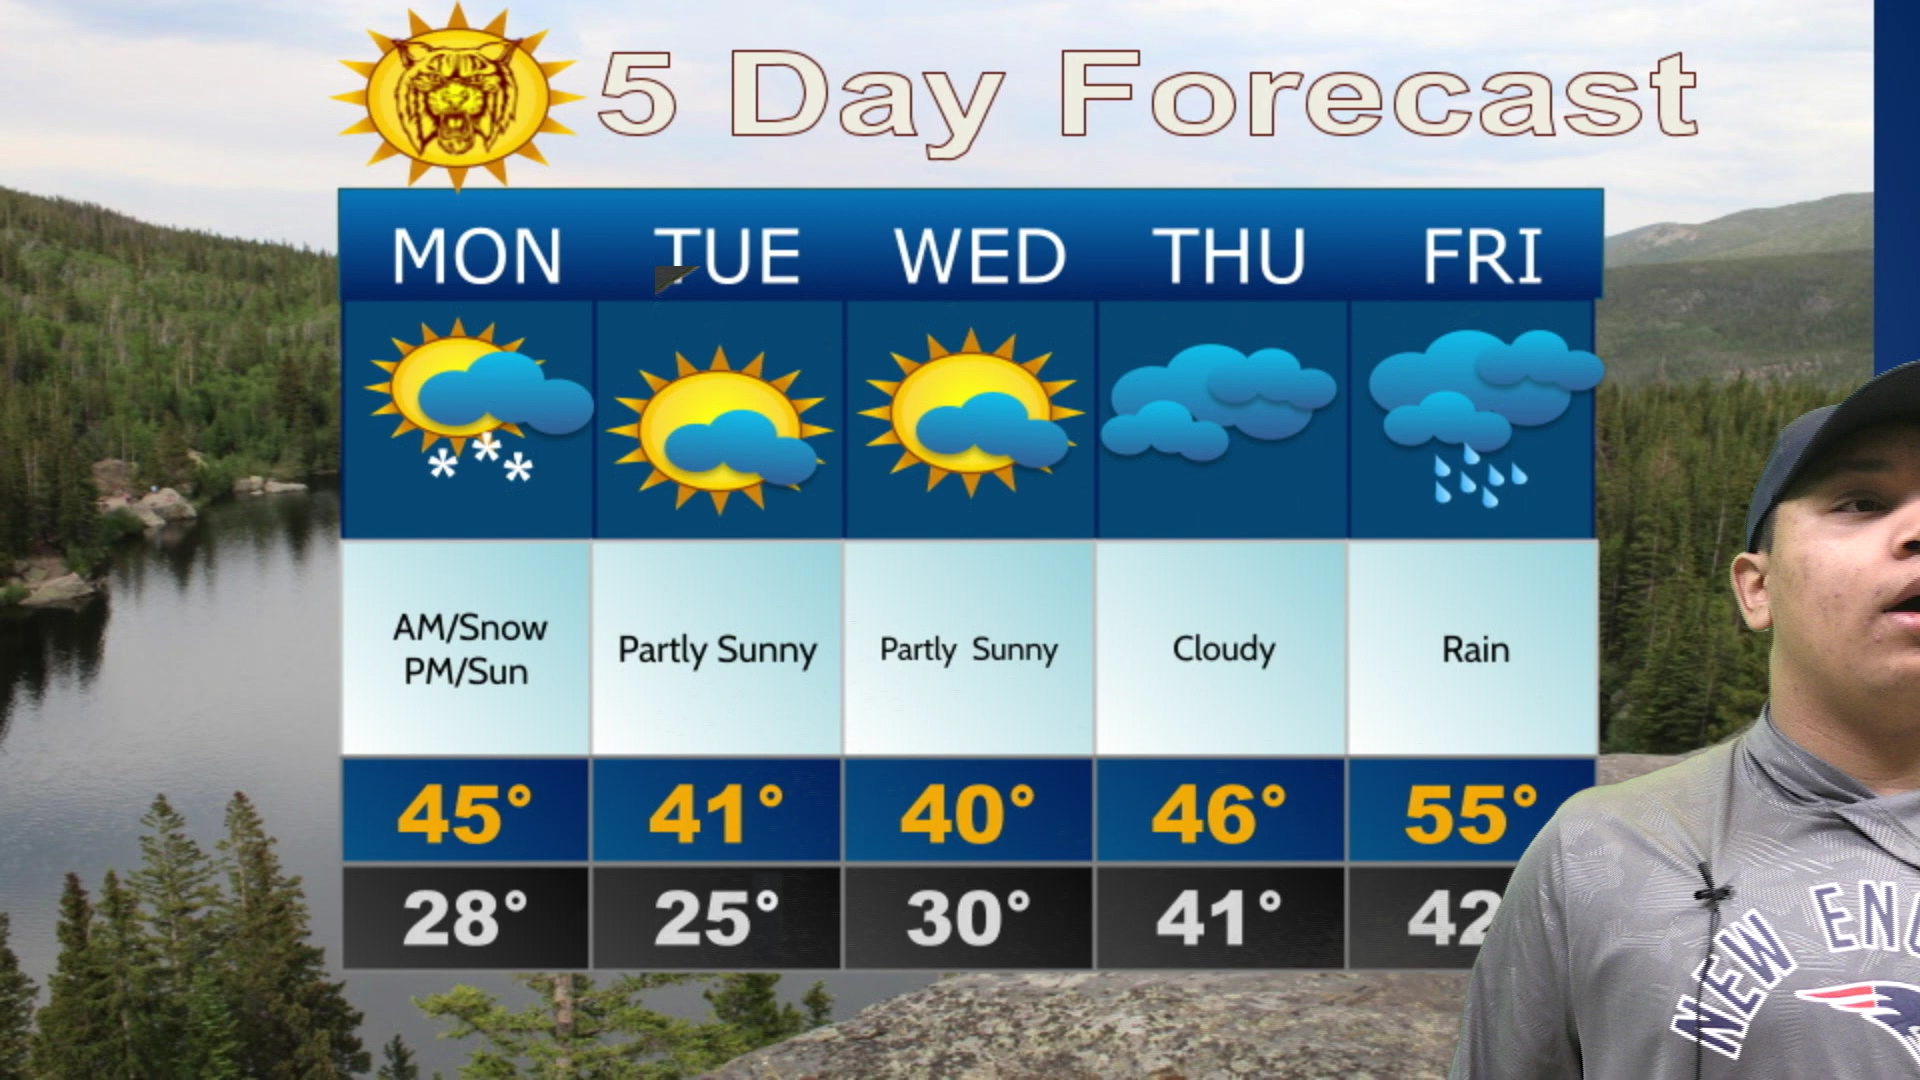 5 Day Forecast
MON TUE WED THU FRI
AM/Snow
PM/Sun
Partly Sunny
Partly Sunny
Cloudy
Rain
45° 41° 40° 46° 55°
28° 25° 30° 41° 42
NEW